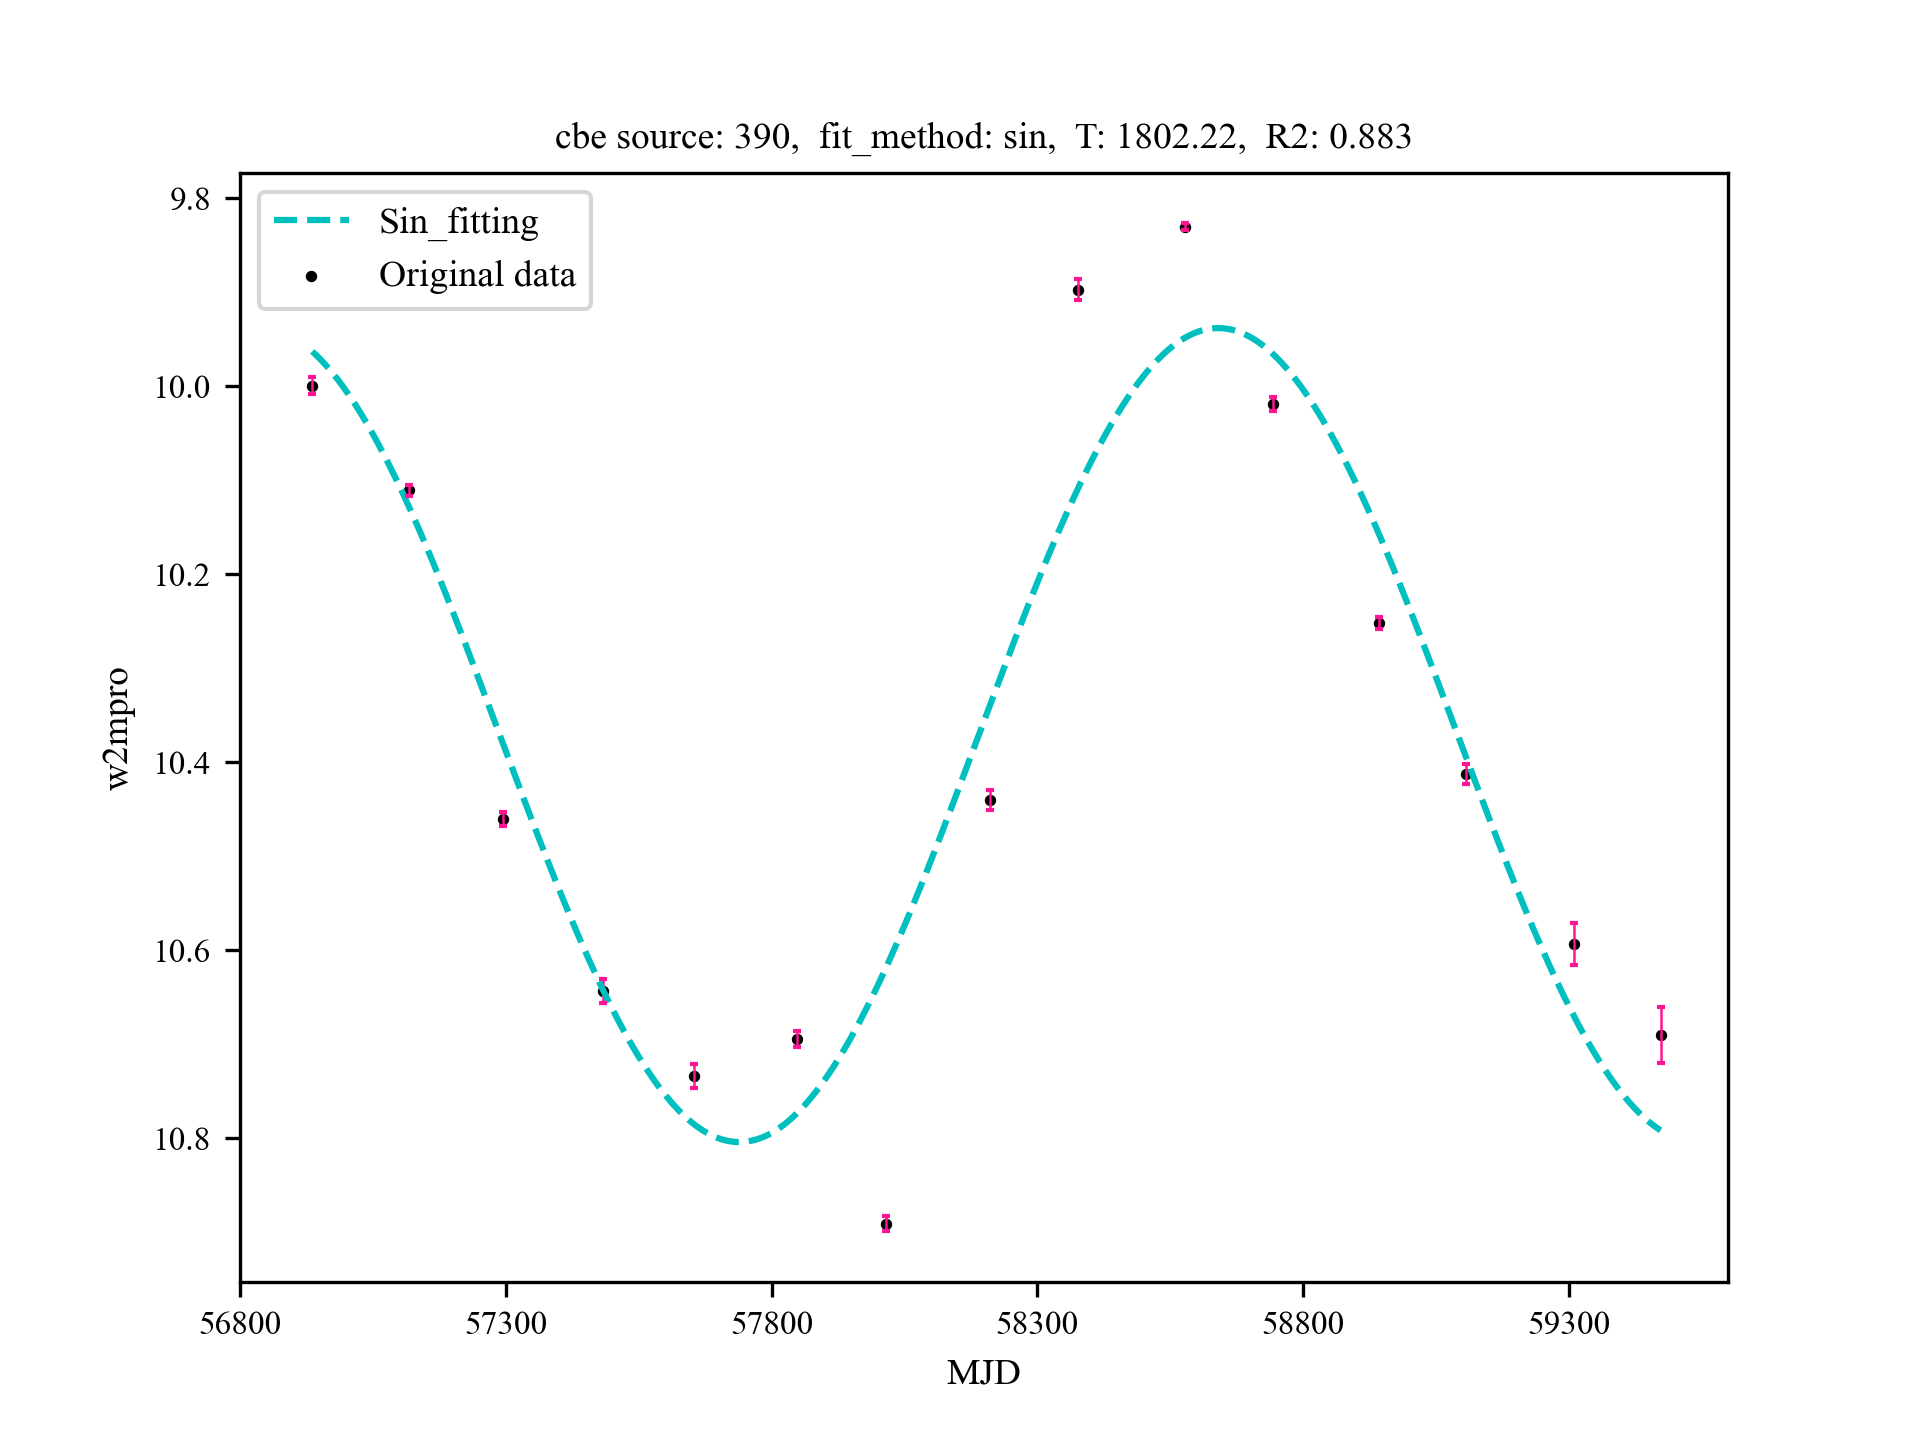 cbe source: 390,  fit_method: sin,  T: 1802.22,  R2: 0.883
Sin_fitting
Original data
9.8
10.0
10.2
10.4
10.6
10.8
w2mpro
56800 57300 57800 58300 58800 59300
MJD